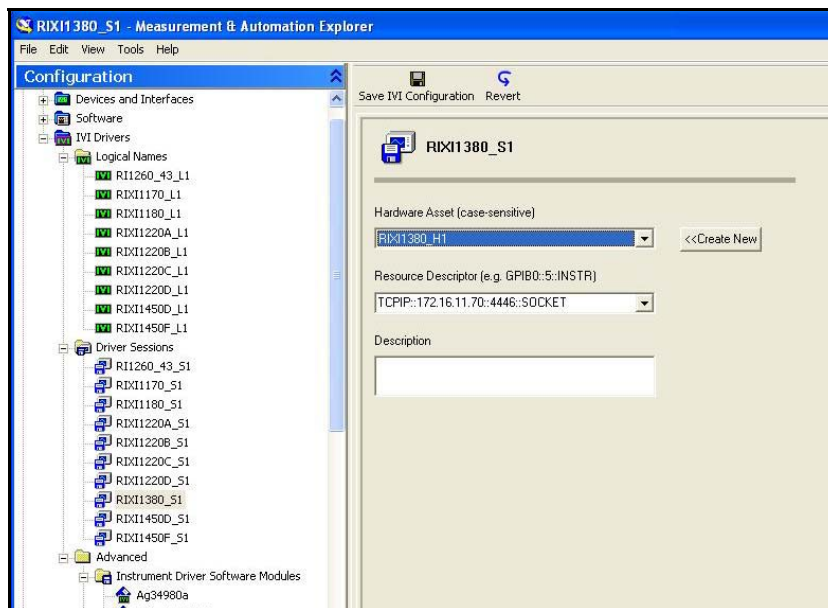 RIXI1380_S1 - Measurement & Automation Explorer
File Edit View Tools Help
Configuration
Devices and Interfaces
Software
IVI Drivers
Logical Names
RI1260_43_L1
RIXI1170_L1
RIXI1180_L1
RIXI1220A_L1
RIXI1220B_L1
RIXI1220C_L1
RIXI1220D_L1
RIXI1450D_L1
RIXI1450F_L1
Driver Sessions
RI1260_43_S1
RIXI1170_S1
RIXI1180_S1
RIXI1220A_S1
RIXI1220B_S1
RIXI1220C_S1
RIXI1220D_S1
RIXI1380_S1
RIXI1450D_S1
RIXI1450F_S1
Advanced
Instrument Driver Software Modules
Ag34980a
Save IVI Configuration Revert
RIXI1380_S1
Hardware Asset (case-sensitive)
RIXI1380_H1
<<Create New
Resource Descriptor (e.g. GPIB0::5::INSTR)
TCPIP::172.16.11.70::4446::SOCKET
Description